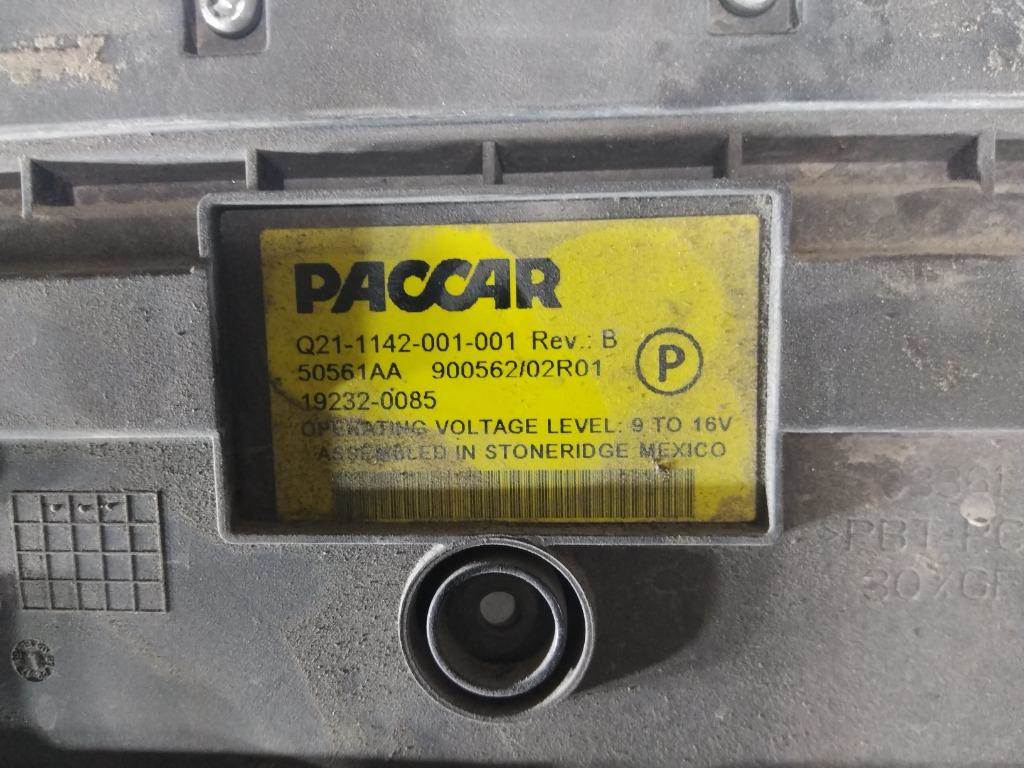 PACCAR
Q21-1142-001-001 Rev.: B
50561AA 900562/02R01
P
19232-0085
OPERATING VOLTAGE LEVEL: 9 TO 16V
ASSEMBLED IN STONERIDGE MEXICO
>PBT-PC
30%GF